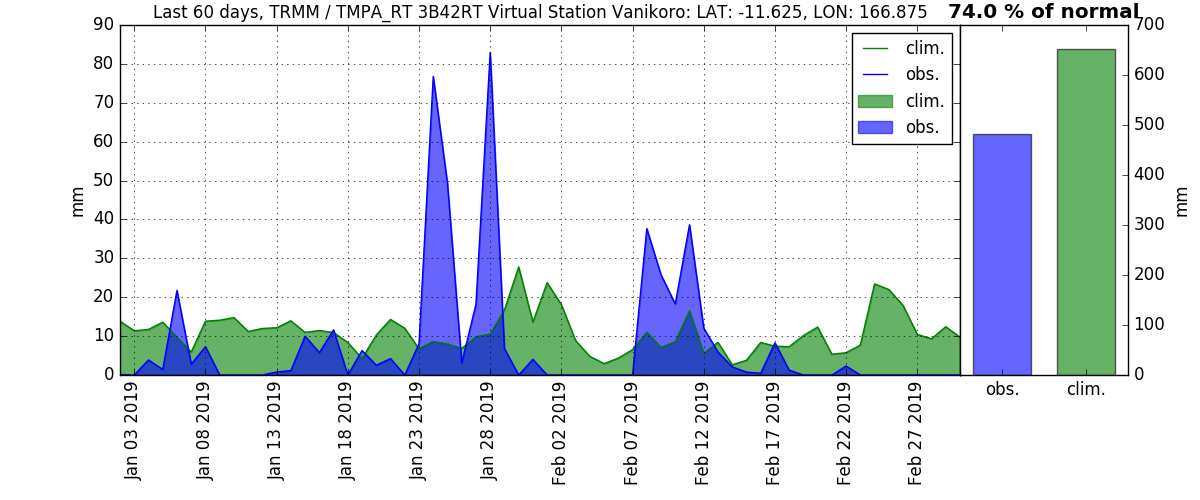 Last 60 days, TRMM / TMPA_RT 3B42RT Virtual Station Vanikoro: LAT: -11.625, LON: 166.875
74.0 % of normal
90
80
70
60
50
40
30
20
10
0
mm
clim.
obs.
clim.
obs.
700
600
500
400
300
200
100
0
mm
obs.
clim.
Jan 03 2019
Jan 08 2019
Jan 13 2019
Jan 18 2019
Jan 23 2019
Jan 28 2019
Feb 02 2019
Feb 07 2019
Feb 12 2019
Feb 17 2019
Feb 22 2019
Feb 27 2019